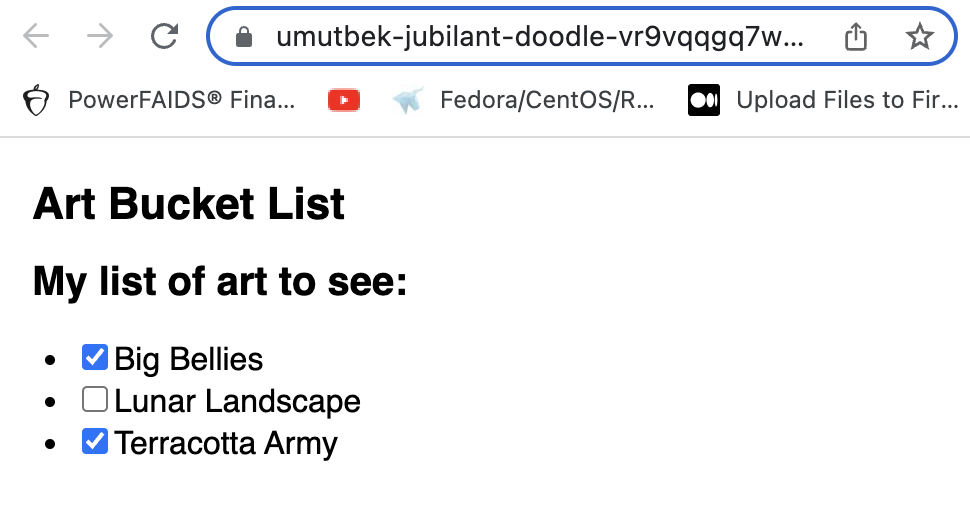 umutbek-jubilant-doodle-vr9vqqgq7w...
PowerFAIDS® Fina... Fedora/CentOS/R... Upload Files to Fir...
Art Bucket List
My list of art to see:
Big Bellies
Lunar Landscape
Terracotta Army